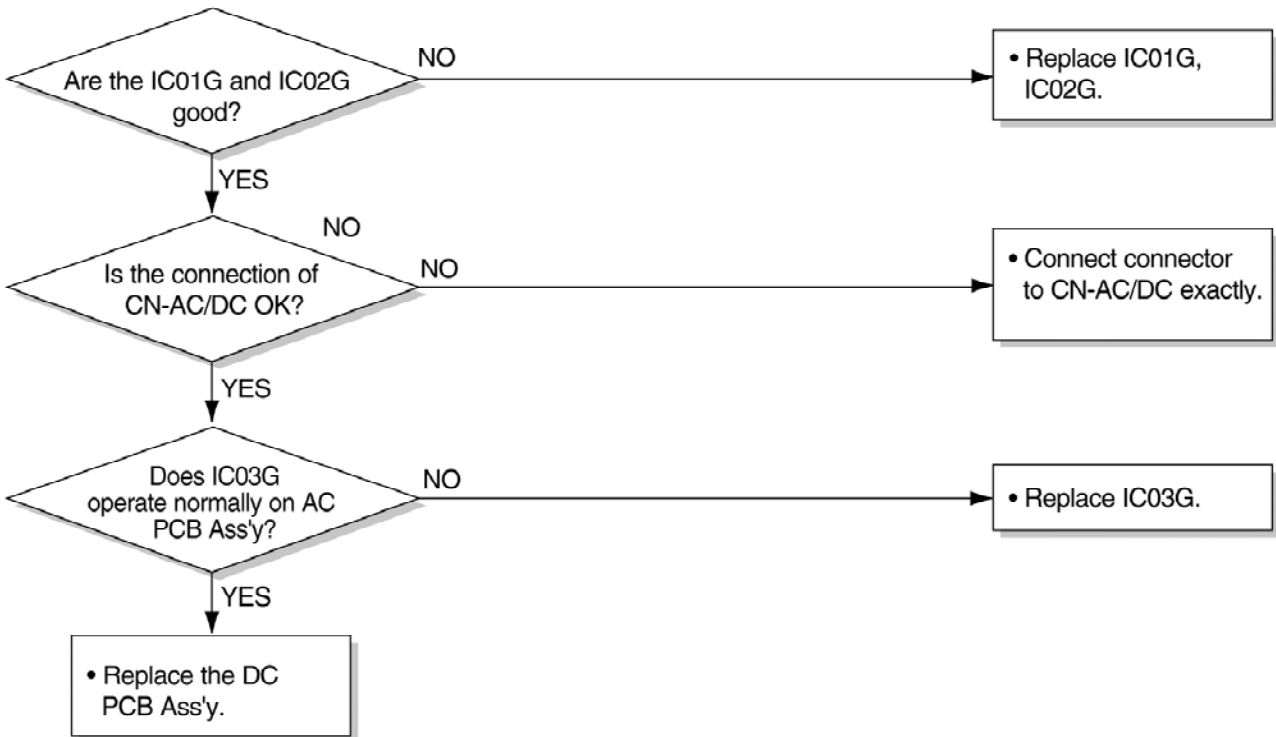 Are the IC01G and IC02G
good?
NO
• Replace IC01G,
IC02G.
YES
NO
Is the connection of
CN-AC/DC OK?
NO
• Connect connector
to CN-AC/DC exactly.
YES
Does IC03G
operate normally on AC
PCB Ass'y?
NO
• Replace IC03G.
YES
• Replace the DC
PCB Ass'y.